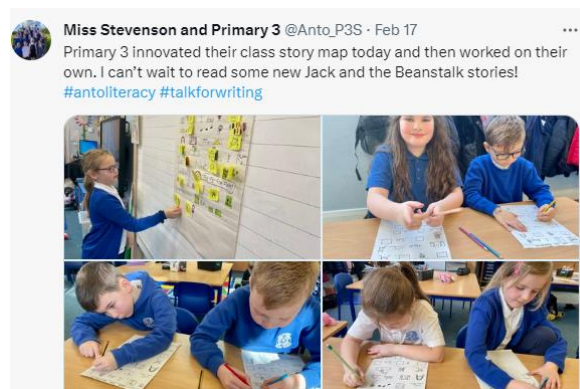 Miss Stevenson and Primary 3 @Anto_P3S · Feb 17 ...
Primary 3 innovated their class story map today and then worked on their
own. I can't wait to read some new Jack and the Beanstalk stories!
#antoliteracy #talkforwriting